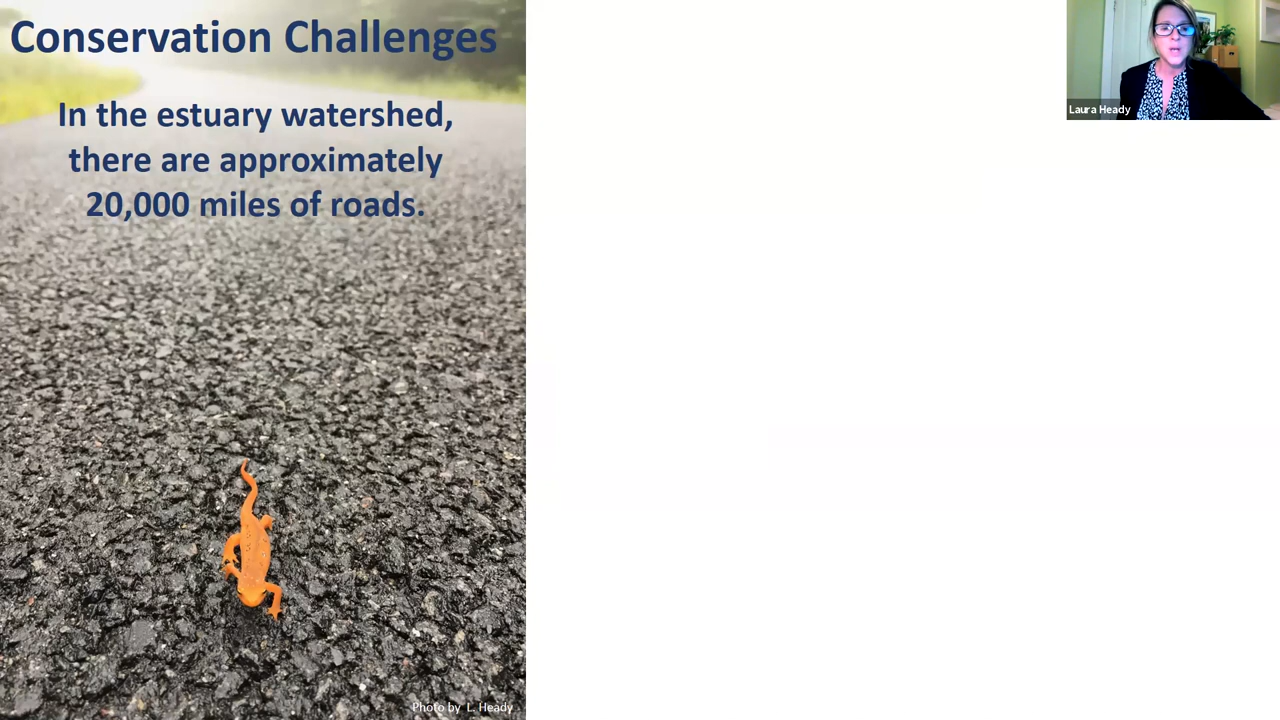 Conservation Challenges
In the estuary watershed,
there are approximately
20,000 miles of roads.
Laura Heady
Photo by L. Heady